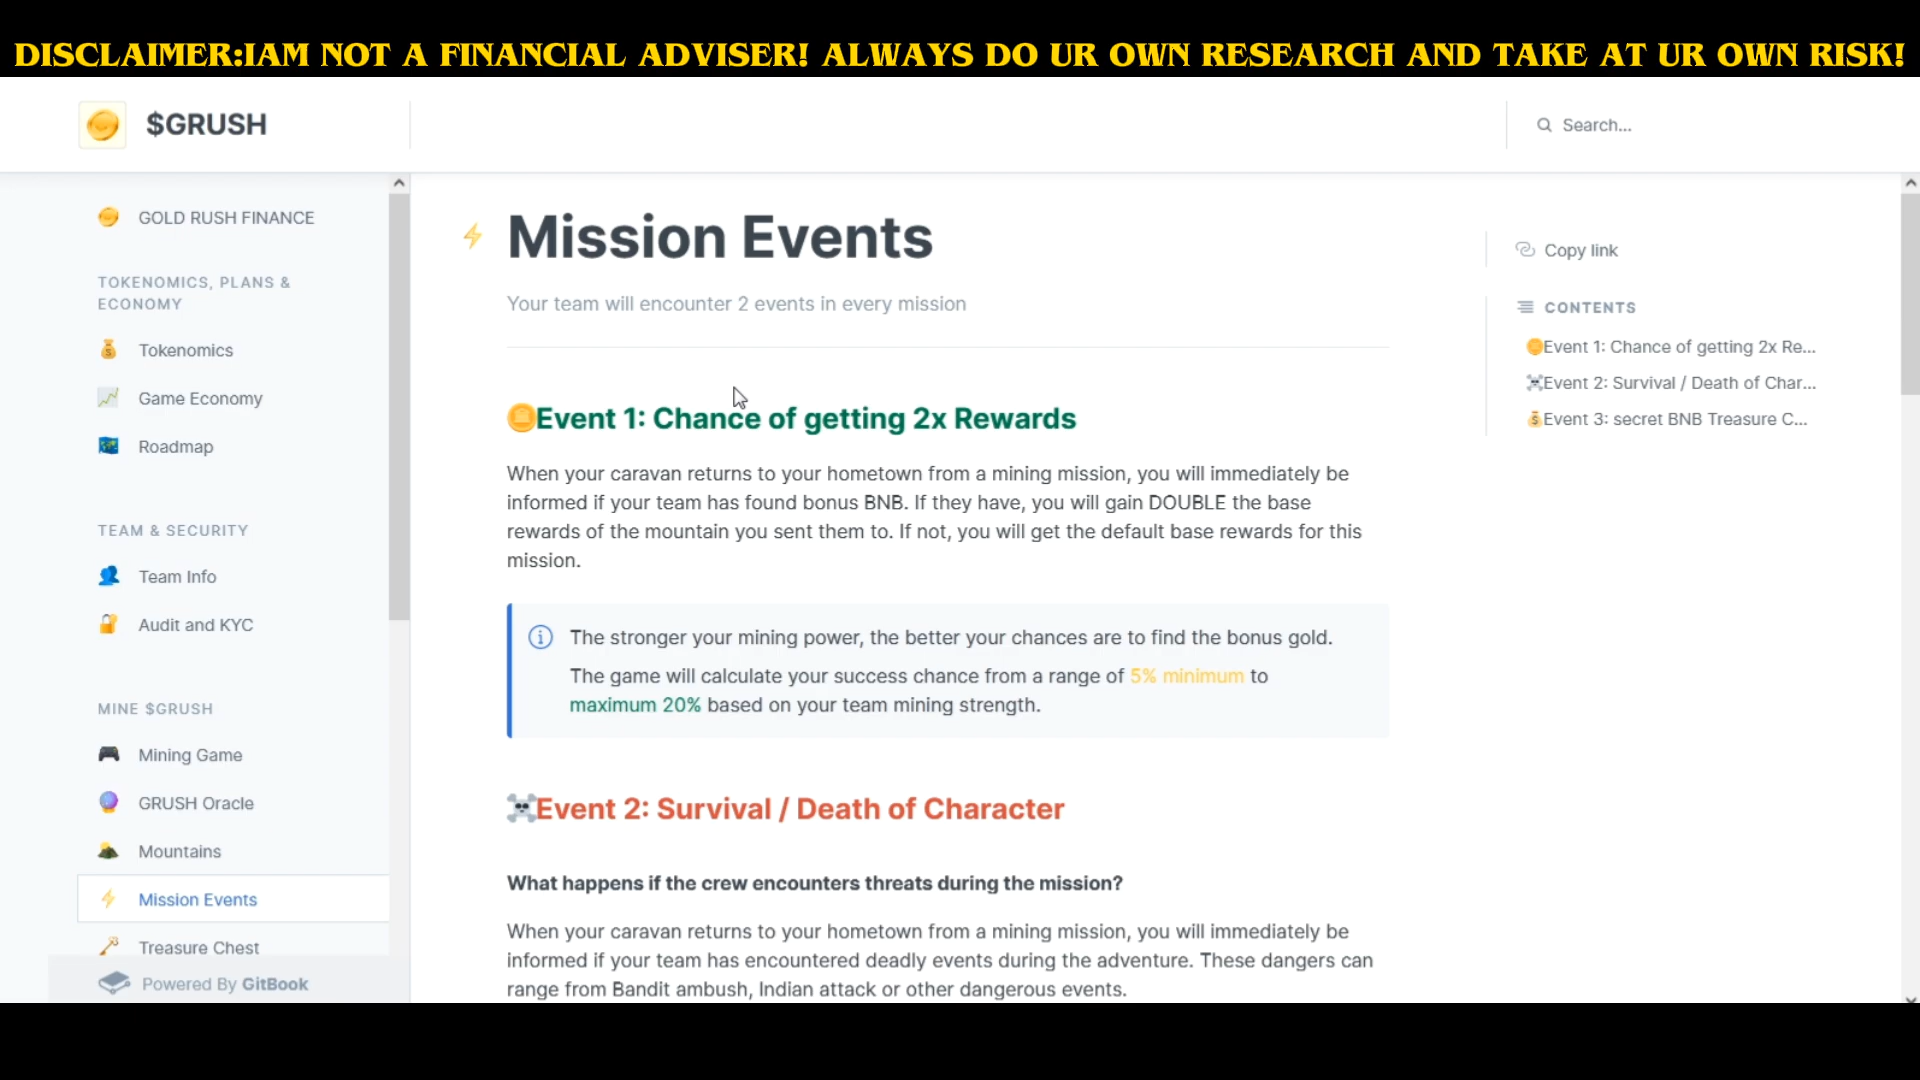 DISCLAIMER:IAM NOT A FINANCIAL ADVISER! ALWAYS DO UR OWN RESEARCH AND TAKE AT UR OWN RISK!
$GRUSH
Search...
GOLD RUSH FINANCE
TOKENOMICS, PLANS &
ECONOMY
Tokenomics
Game Economy
Roadmap
TEAM & SECURITY
Team Info
Audit and KYC
MINE $GRUSH
Mining Game
GRUSH Oracle
Mountains
Mission Events
Treasure Chest
Powered By GitBook
Mission Events
Your team will encounter 2 events in every mission
Event 1: Chance of getting 2x Rewards
When your caravan returns to your hometown from a mining mission, you will immediately be
informed if your team has found bonus BNB. If they have, you will gain DOUBLE the base
rewards of the mountain you sent them to. If not, you will get the default base rewards for this
mission.
The stronger your mining power, the better your chances are to find the bonus gold.
The game will calculate your success chance from a range of 5% minimum to
maximum 20% based on your team mining strength.
Event 2: Survival / Death of Character
What happens if the crew encounters threats during the mission?
When your caravan returns to your hometown from a mining mission, you will immediately be
informed if your team has encountered deadly events during the adventure. These dangers can
range from Bandit ambush, Indian attack or other dangerous events.
Copy link
CONTENTS
Event 1: Chance of getting 2x Re...
Event 2: Survival / Death of Char...
Event 3: secret BNB Treasure C...